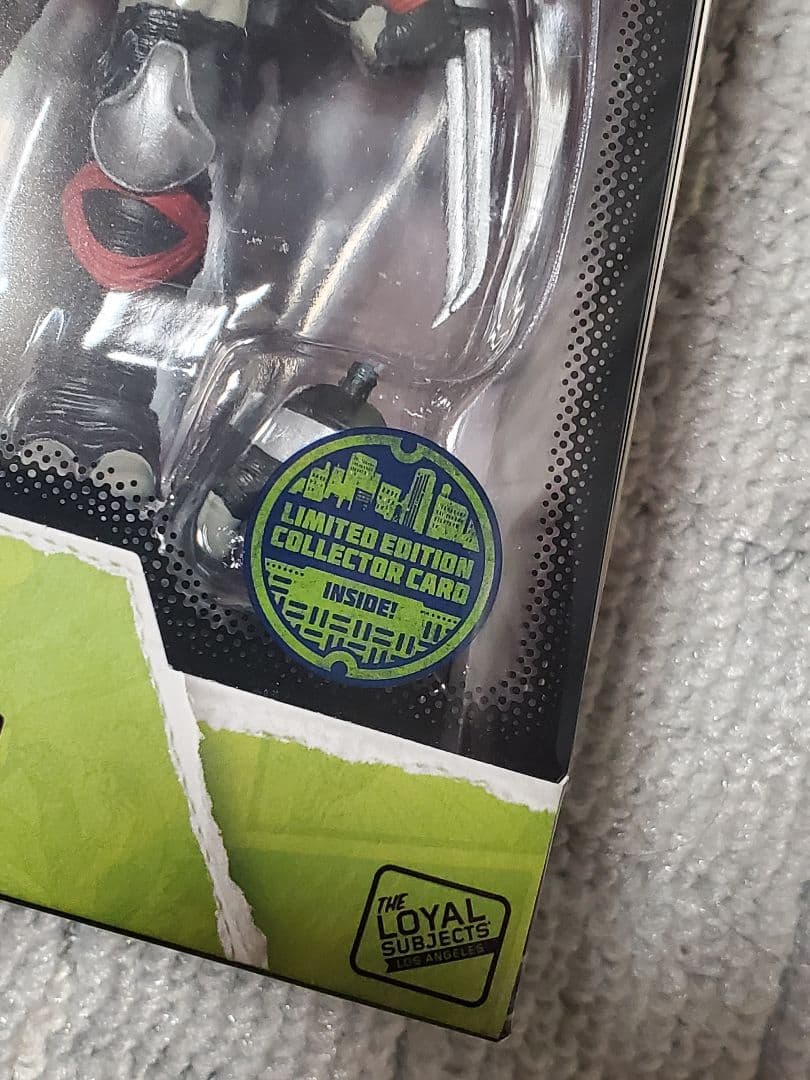 LIMITED EDITION
COLLECTOR CARD
INSIDE!
THE
LOYAL
SUBJECTS
LOS ANGELES